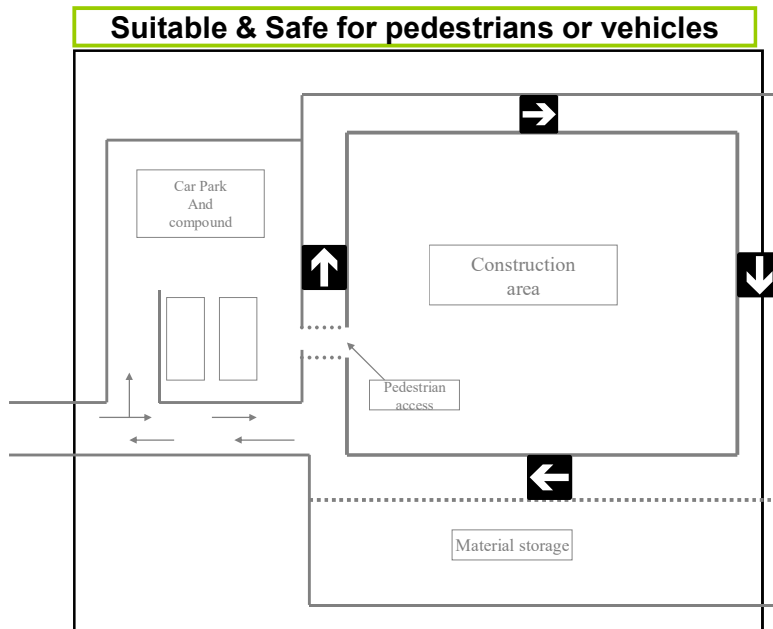 Suitable & Safe for pedestrians or vehicles
Car Park
And
compound
Construction
area
Pedestrian
access
Material storage